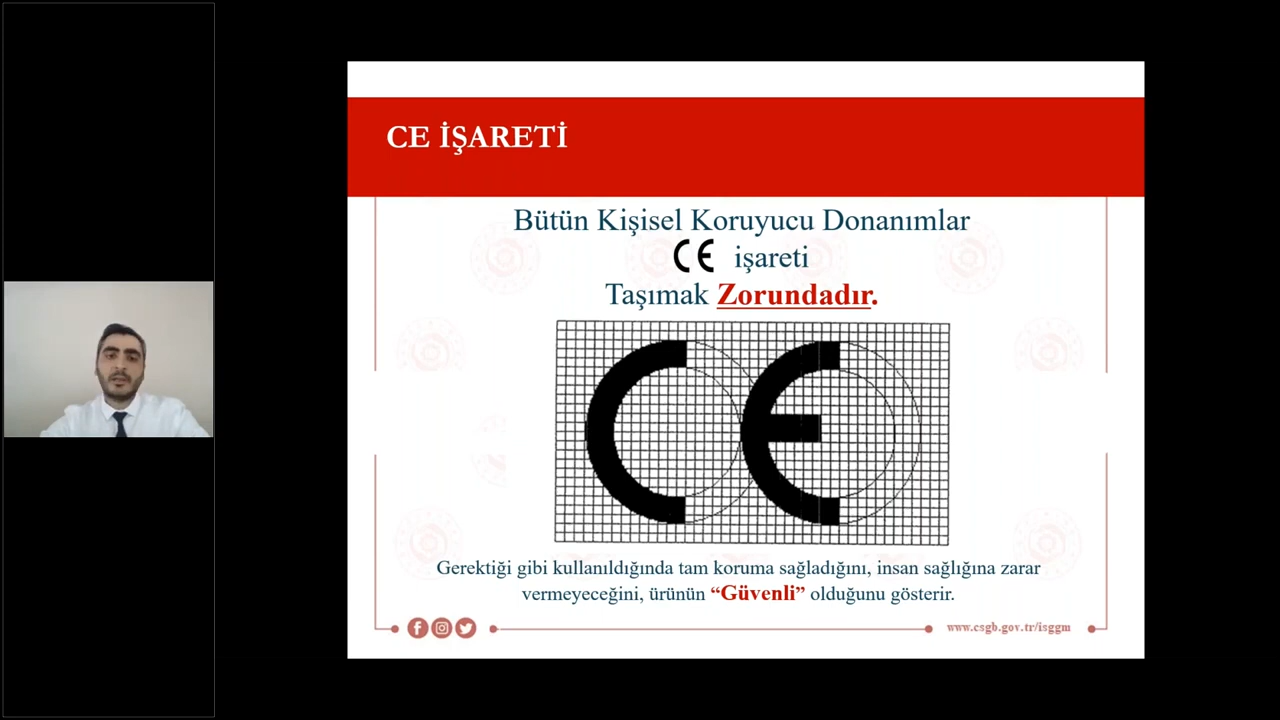 CE İŞARETİ
Bütün Kişisel Koruyucu Donanımlar
CE işareti
Taşımak Zorundadır.
CE
Gerektiği gibi kullanıldığında tam koruma sağladığını, insan sağlığına zarar
vermeyeceğini, ürünün “Güvenli” olduğunu gösterir.
www.csgb.gov.tr/isggm